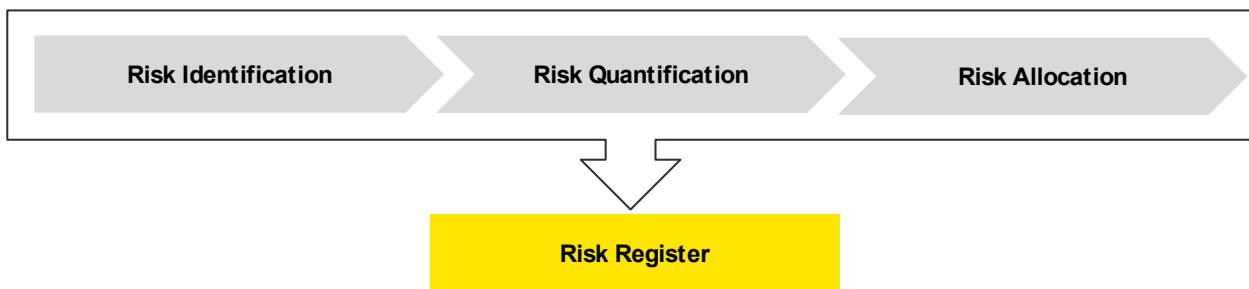 Risk Identification
Risk Quantification
Risk Allocation
Risk Register